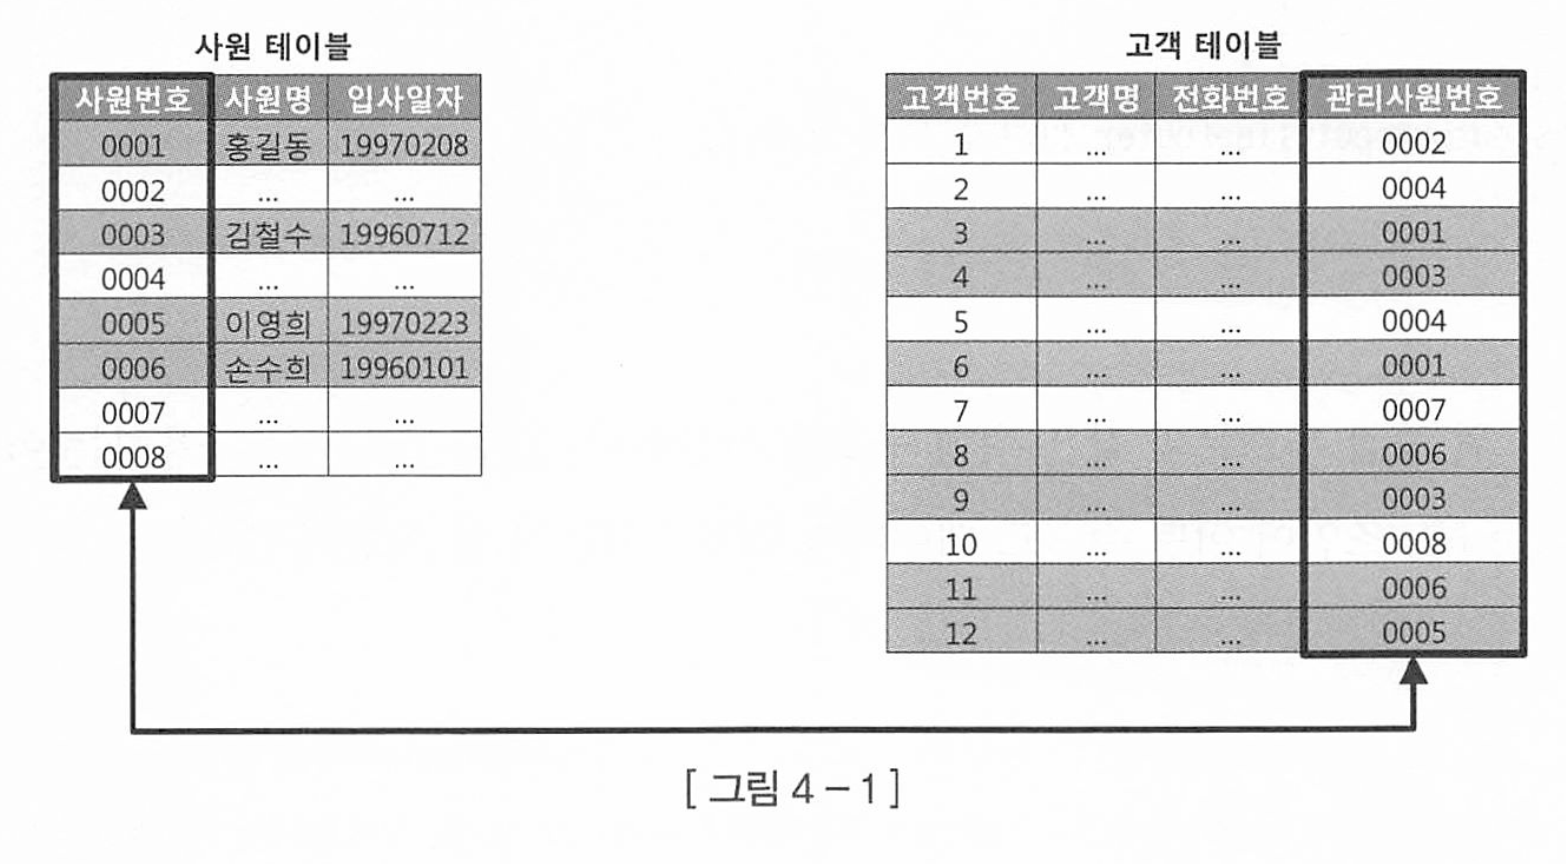 사원 테이블
사원번호 사원명 입사일자
0001 홍길동 19970208
0002 ... ...
0003 김철수 19960712
0004 ... ...
0005 이영희 19970223
0006 손수희 19960101
0007 ... ...
0008 ... ...
고객 테이블
고객번호 고객명 전화번호 관리사원번호
1 ... ... 0002
2 ... ... 0004
3 ... ... 0001
4 ... ... 0003
5 ... ... 0004
6 ... ... 0001
7 ... ... 0007
8 ... ... 0006
9 ... ... 0003
10 ... ... 0008
11 ... ... 0006
12 ... ... 0005
[ 그림 4 - 1 ]